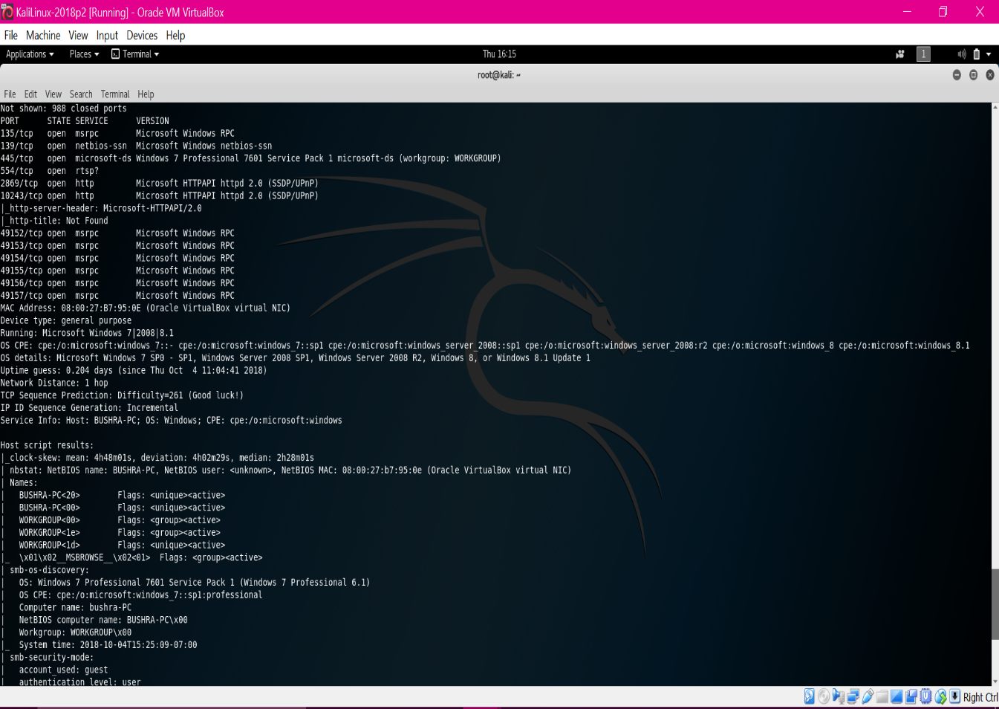 KaliLinux-2018p2 [Running] - Oracle VM VirtualBox
File Machine View Input Devices Help
Applications Places Terminal Thu 16:15 1
root@kali: ~
File Edit View Search Terminal Help
Not shown: 988 closed ports
PORT      STATE SERVICE      VERSION
135/tcp   open  msrpc        Microsoft Windows RPC
139/tcp   open  netbios-ssn  Microsoft Windows netbios-ssn
445/tcp   open  microsoft-ds Windows 7 Professional 7601 Service Pack 1 microsoft-ds (workgroup: WORKGROUP)
554/tcp   open  rtsp?
2869/tcp  open  http         Microsoft HTTPAPI httpd 2.0 (SSDP/UPnP)
10243/tcp open  http         Microsoft HTTPAPI httpd 2.0 (SSDP/UPnP)
|_http-server-header: Microsoft-HTTPAPI/2.0
|_http-title: Not Found
49152/tcp open  msrpc        Microsoft Windows RPC
49153/tcp open  msrpc        Microsoft Windows RPC
49154/tcp open  msrpc        Microsoft Windows RPC
49155/tcp open  msrpc        Microsoft Windows RPC
49156/tcp open  msrpc        Microsoft Windows RPC
49157/tcp open  msrpc        Microsoft Windows RPC
MAC Address: 08:00:27:B7:95:0E (Oracle VirtualBox virtual NIC)
Device type: general purpose
Running: Microsoft Windows 7|2008|8.1
OS CPE: cpe:/o:microsoft:windows_7::- cpe:/o:microsoft:windows_7::sp1 cpe:/o:microsoft:windows_server_2008::sp1 cpe:/o:microsoft:windows_server_2008:r2 cpe:/o:microsoft:windows_8 cpe:/o:microsoft:windows_8.1
OS details: Microsoft Windows 7 SP0 - SP1, Windows Server 2008 SP1, Windows Server 2008 R2, Windows 8, or Windows 8.1 Update 1
Uptime guess: 0.204 days (since Thu Oct  4 11:04:41 2018)
Network Distance: 1 hop
TCP Sequence Prediction: Difficulty=261 (Good luck!)
IP ID Sequence Generation: Incremental
Service Info: Host: BUSHRA-PC; OS: Windows; CPE: cpe:/o:microsoft:windows
Host script results:
|_clock-skew: mean: 4h48m01s, deviation: 4h02m29s, median: 2h28m01s
| nbstat: NetBIOS name: BUSHRA-PC, NetBIOS user: <unknown>, NetBIOS MAC: 08:00:27:b7:95:0e (Oracle VirtualBox virtual NIC)
| Names:
|   BUSHRA-PC<20>        Flags: <unique><active>
|   BUSHRA-PC<00>        Flags: <unique><active>
|   WORKGROUP<00>        Flags: <group><active>
|   WORKGROUP<1e>        Flags: <group><active>
|   WORKGROUP<1d>        Flags: <unique><active>
|_  \x01\x02__MSBROWSE__\x02<01>  Flags: <group><active>
| smb-os-discovery:
|   OS: Windows 7 Professional 7601 Service Pack 1 (Windows 7 Professional 6.1)
|   OS CPE: cpe:/o:microsoft:windows_7::sp1:professional
|   Computer name: bushra-PC
|   NetBIOS computer name: BUSHRA-PC\x00
|   Workgroup: WORKGROUP\x00
|_  System time: 2018-10-04T15:25:09-07:00
| smb-security-mode:
|   account_used: guest
|   authentication_level: user
Right Ctrl